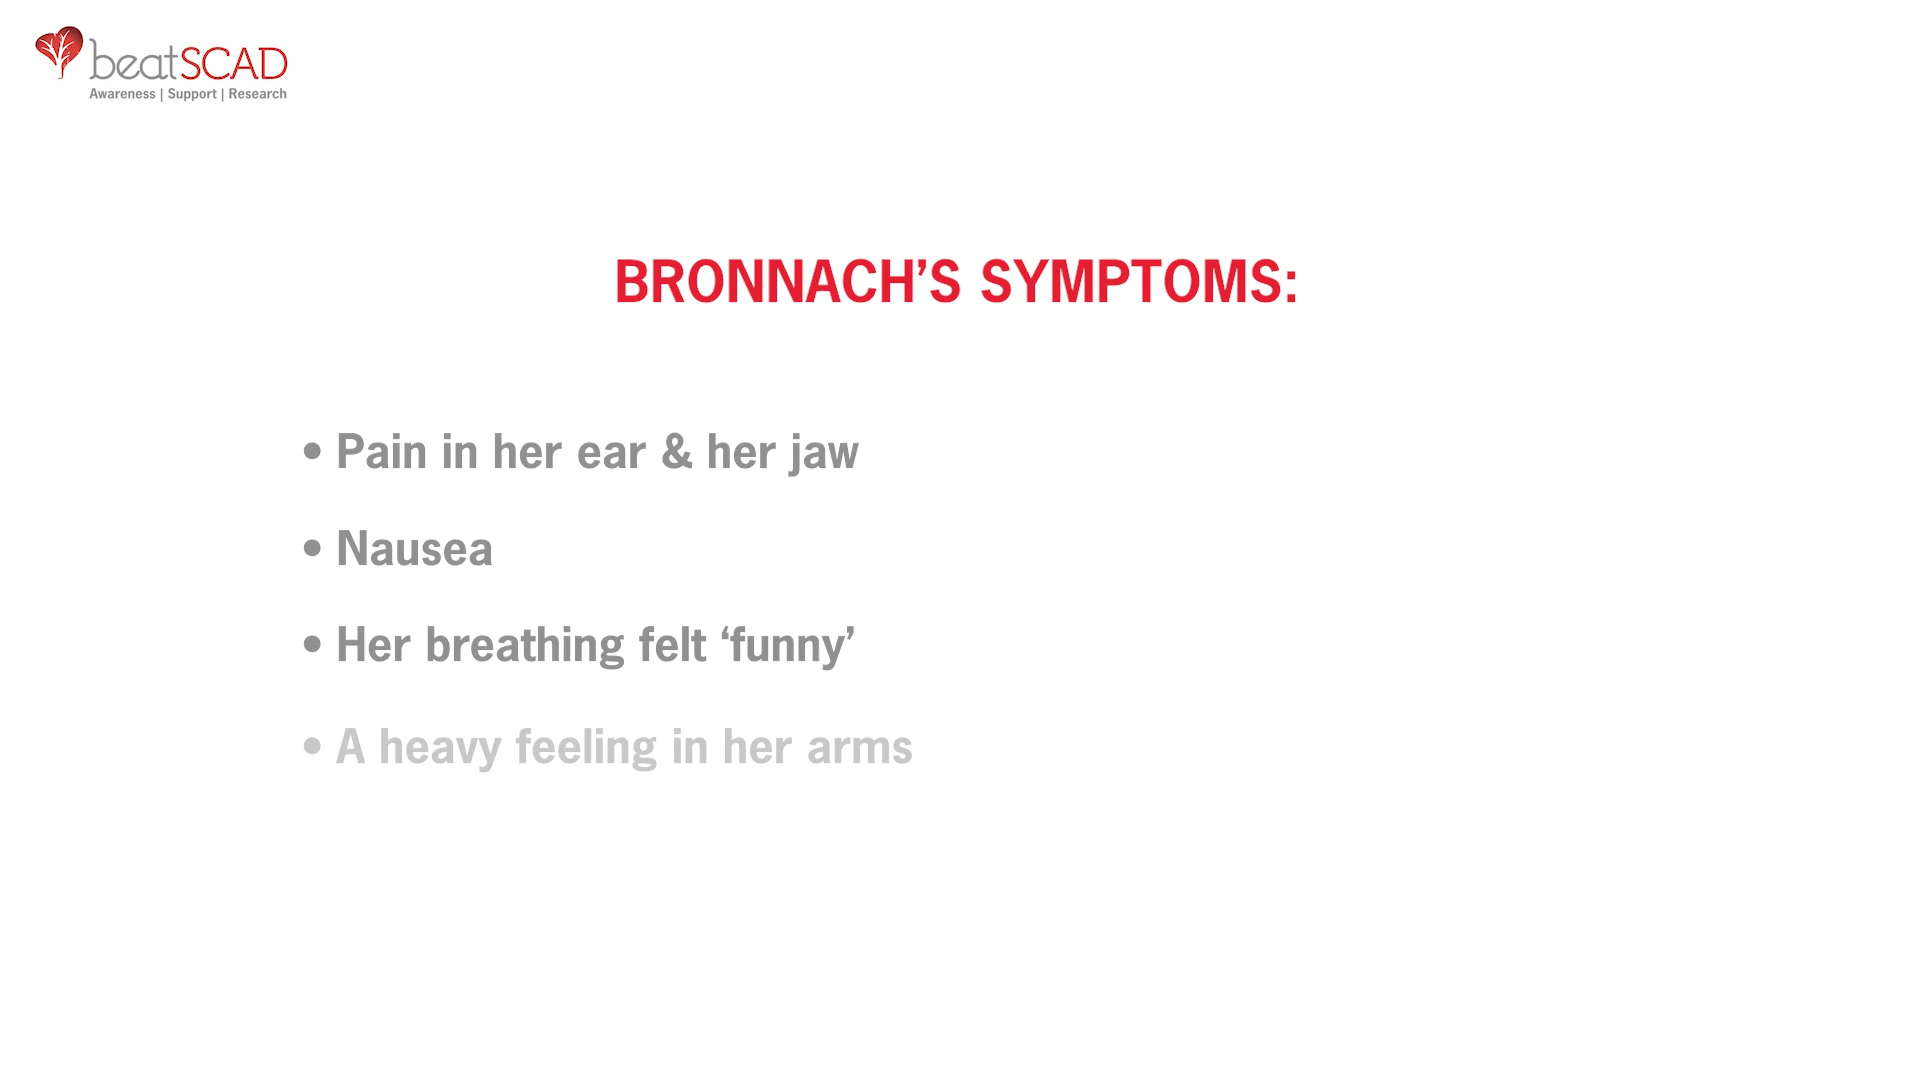 beatSCAD
Awareness | Support | Research
BRONNACH’S SYMPTOMS:
• Pain in her ear & her jaw
• Nausea
• Her breathing felt ‘funny’
• A heavy feeling in her arms